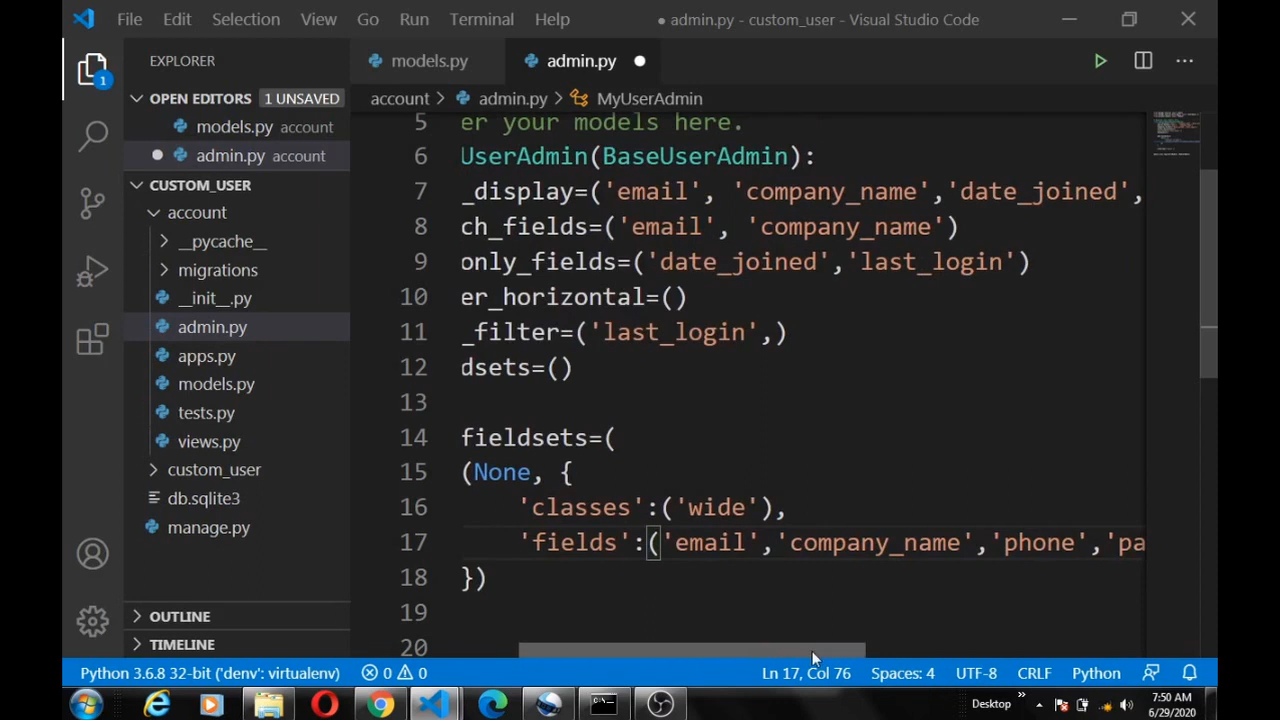 File Edit Selection View Go Run Terminal Help ● admin.py - custom_user - Visual Studio Code
EXPLORER
models.py admin.py
OPEN EDITORS 1 UNSAVED
account > admin.py > MyUserAdmin
models.py account
admin.py account
CUSTOM_USER
account
__pycache__
migrations
__init__.py
admin.py
apps.py
models.py
tests.py
views.py
custom_user
db.sqlite3
manage.py
OUTLINE
TIMELINE
5 er your models here.
6 UserAdmin(BaseUserAdmin):
7 _display=('email', 'company_name','date_joined',
8 ch_fields=('email', 'company_name')
9 only_fields=('date_joined','last_login')
10 er_horizontal=()
11 _filter=('last_login',)
12 dsets=()
13
14 fieldsets=(
15 (None, {
16 'classes':('wide'),
17 'fields':('email','company_name','phone','pa
18 })
19
20
Python 3.6.8 32-bit ('denv': virtualenv) 0 0 Ln 17, Col 76 Spaces: 4 UTF-8 CRLF Python
1
Desktop » 7:50 AM
6/29/2020